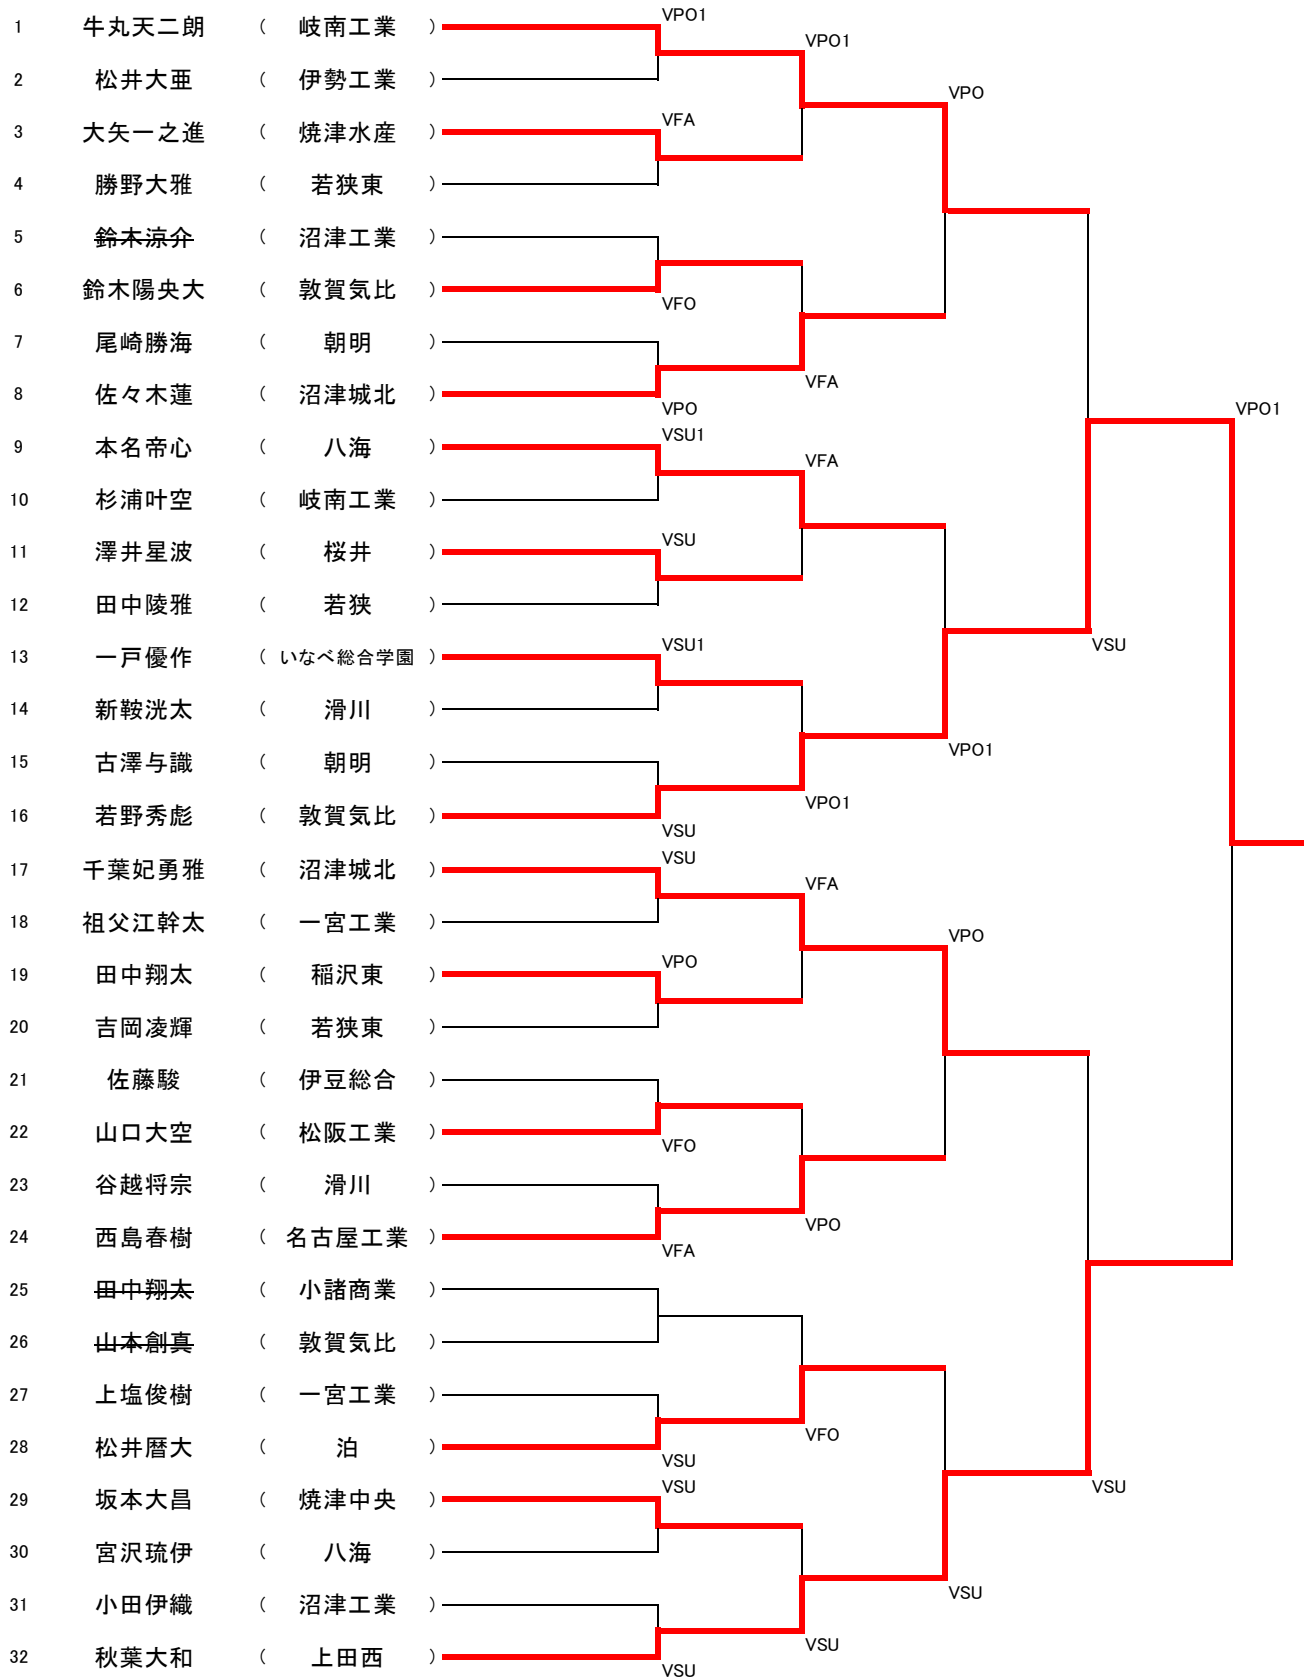 1 牛丸天二朗 ( 岐南工業 ) VPO1
VPO1
2 松井大亜 ( 伊勢工業 )
VPO
3 大矢一之進 ( 焼津水産 ) VFA
4 勝野大雅 ( 若狭東 )
5 鈴木涼介 ( 沼津工業 )
6 鈴木陽央大 ( 敦賀気比 ) VFO
7 尾崎勝海 ( 朝明 )
VFA
8 佐々木蓮 ( 沼津城北 ) VPO
VPO1
9 本名帝心 ( 八海 ) VSU1
VFA
10 杉浦叶空 ( 岐南工業 )
11 澤井星波 ( 桜井 ) VSU
12 田中陵雅 ( 若狭 )
13 一戸優作 ( いなべ総合学園 ) VSU1
VSU
14 新鞍洸太 ( 滑川 )
VPO1
15 古澤与識 ( 朝明 )
VPO1
16 若野秀彪 ( 敦賀気比 ) VSU
17 千葉妃勇雅 ( 沼津城北 ) VSU
VFA
18 祖父江幹太 ( 一宮工業 )
VPO
19 田中翔太 ( 稲沢東 ) VPO
20 吉岡凌輝 ( 若狭東 )
21 佐藤駿 ( 伊豆総合 )
22 山口大空 ( 松阪工業 ) VFO
23 谷越将宗 ( 滑川 )
VPO
24 西島春樹 ( 名古屋工業 ) VFA
25 田中翔太 ( 小諸商業 )
26 山本創真 ( 敦賀気比 )
27 上塩俊樹 ( 一宮工業 )
VFO
28 松井暦大 ( 泊 ) VSU
29 坂本大昌 ( 焼津中央 ) VSU
VSU
30 宮沢琉伊 ( 八海 )
VSU
31 小田伊織 ( 沼津工業 )
VSU
32 秋葉大和 ( 上田西 ) VSU